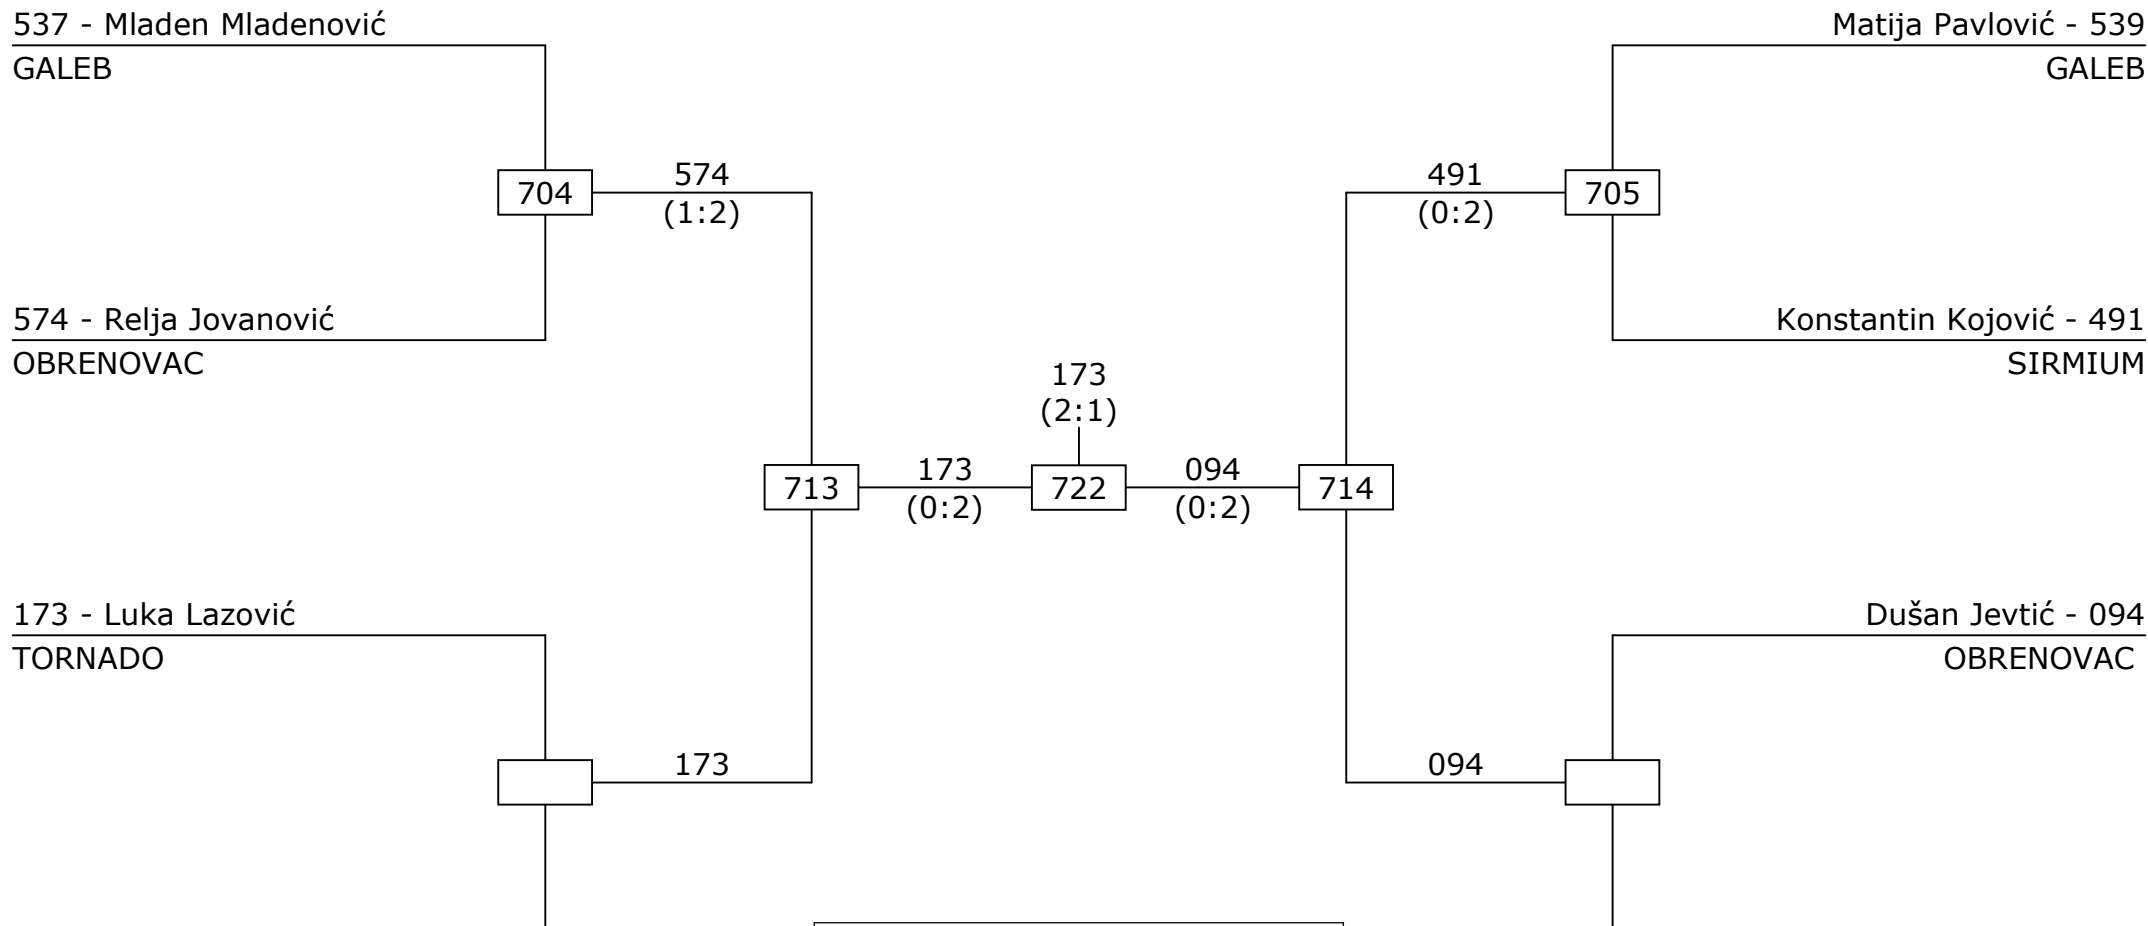 537 - Mladen Mladenović
GALEB
Matija Pavlović - 539
GALEB
574
(1:2)
704
491
(0:2)
705
574 - Relja Jovanović
OBRENOVAC
Konstantin Kojović - 491
SIRMIUM
173
(2:1)
713
173
(0:2)
722
094
(0:2)
714
173 - Luka Lazović
TORNADO
Dušan Jevtić - 094
OBRENOVAC
173
094